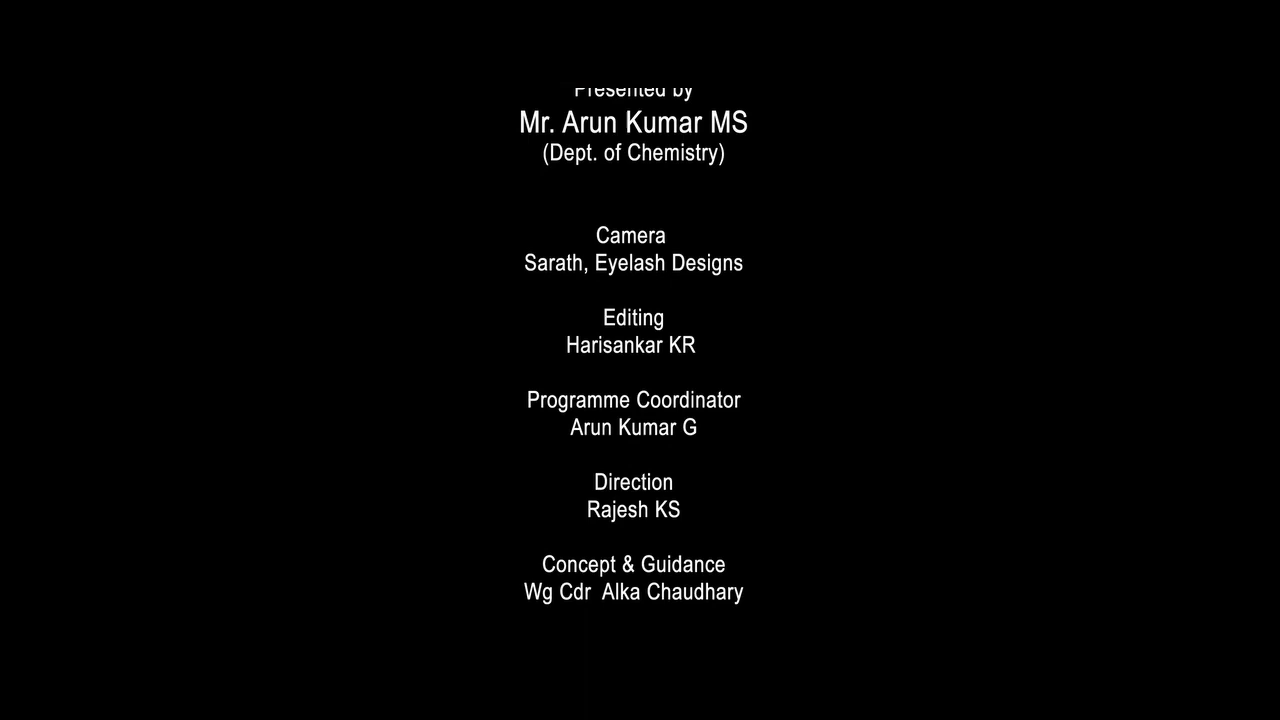 Presented by
Mr. Arun Kumar MS
(Dept. of Chemistry)
Camera
Sarath, Eyelash Designs
Editing
Harisankar KR
Programme Coordinator
Arun Kumar G
Direction
Rajesh KS
Concept & Guidance
Wg Cdr Alka Chaudhary